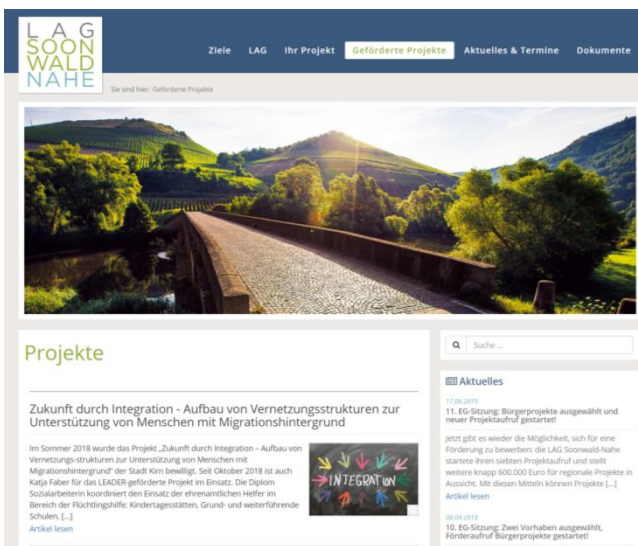 LAG
SOON
WALD
NAHE
Ziele LAG Ihr Projekt Geförderte Projekte Aktuelles & Termine Dokumente
Sie sind hier: Geförderte Projekte
Projekte
Zukunft durch Integration - Aufbau von Vernetzungsstrukturen zur
Unterstützung von Menschen mit Migrationshintergrund
Im Sommer 2018 wurde das Projekt „Zukunft durch Integration – Aufbau von
Vernetzungs-strukturen zur Unterstützung von Menschen mit
Migrationshintergrund" der Stadt Kirn bewilligt. Seit Oktober 2018 ist auch
Katja Faber für das LEADER-geförderte Projekt im Einsatz. Die Diplom
Sozialarbeiterin koordiniert den Einsatz der ehrenamtlichen Helfer im
Bereich der Flüchtlingshilfe: Kindertagesstätten, Grund- und weiterführende
Schulen, [...]
Artikel lesen
INTEGRATION
Suche ...
Aktuelles
17.06.2019
11. EG-Sitzung: Bürgerprojekte ausgewählt und
neuer Projektaufruf gestartet!
Jetzt gibt es wieder die Möglichkeit, sich für eine
Förderung zu bewerben: die LAG Soonwald-Nahe
startete ihren siebten Projektaufruf und stellt
weitere knapp 600.000 Euro für regionale Projekte in
Aussicht. Mit diesen Mitteln können Projekte [...]
Artikel lesen
08.04.2019
10. EG-Sitzung: Zwei Vorhaben ausgewählt,
Förderaufruf Bürgerprojekte gestartet!